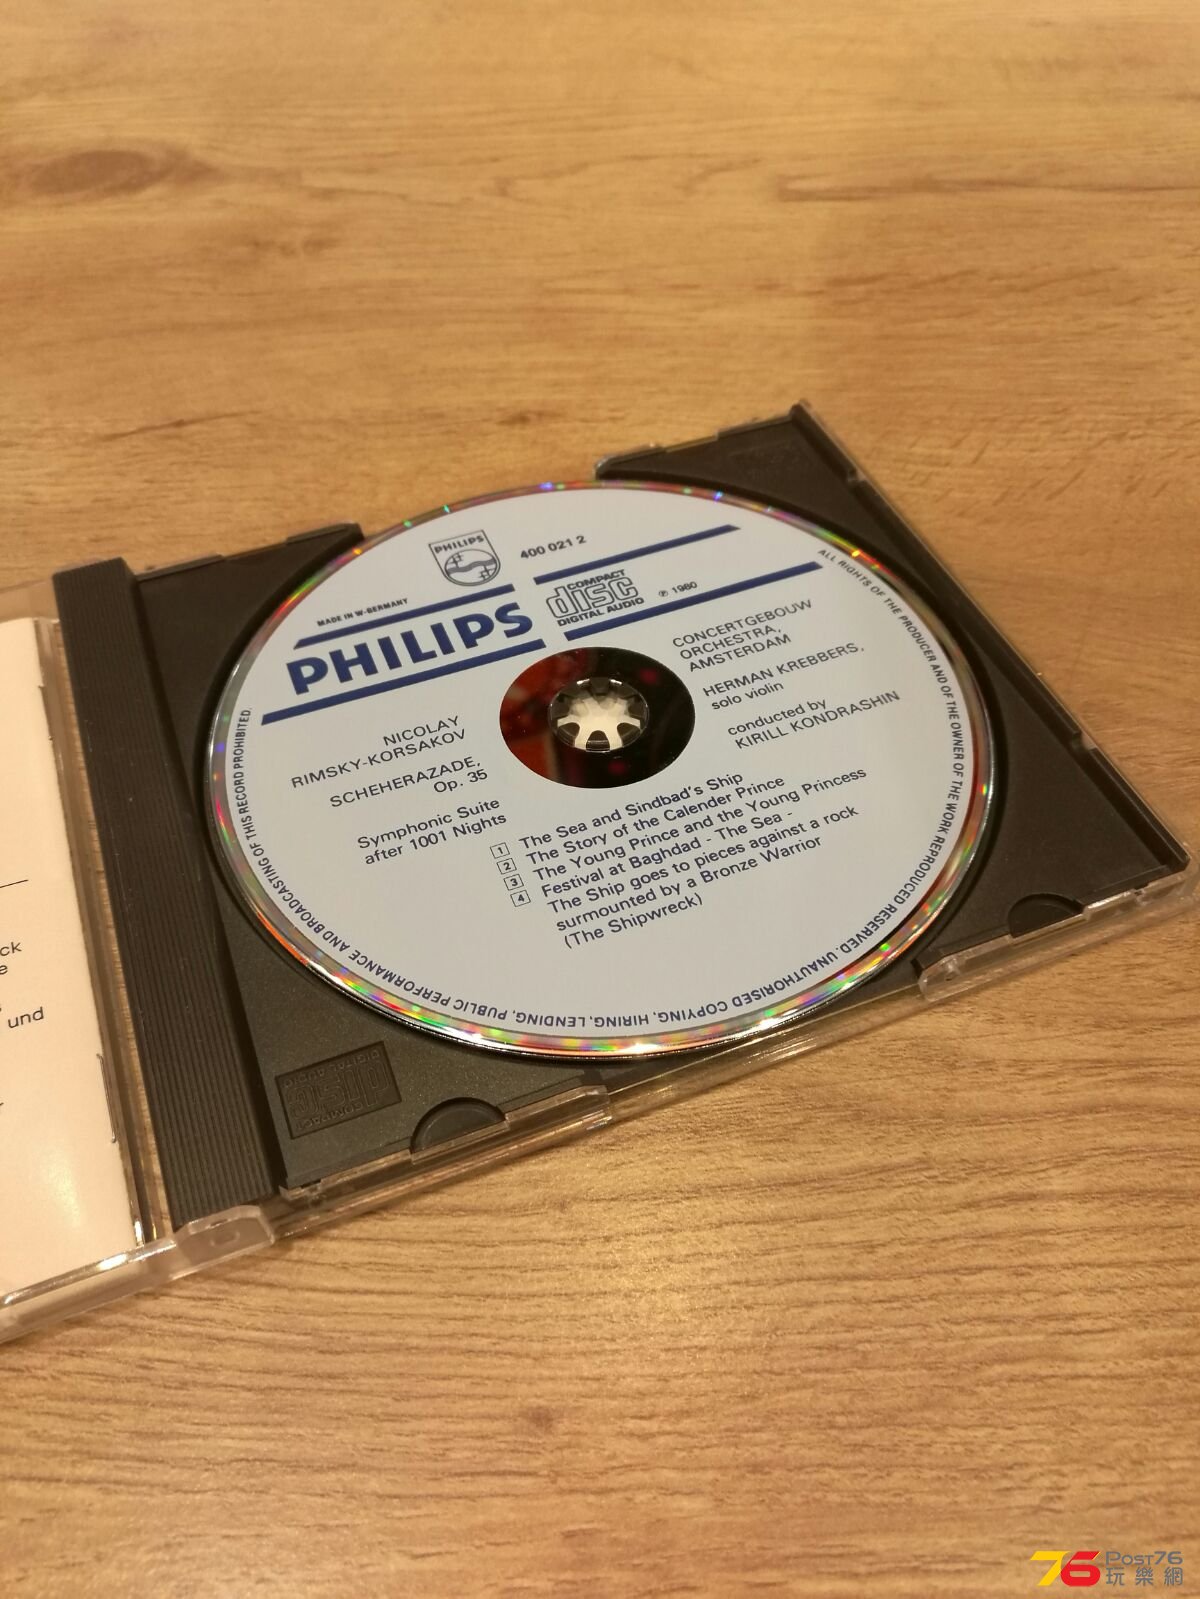 PHILIPS
400 021 2
MADE IN W-GERMANY
PHILIPS
COMPACT
disc
DIGITAL AUDIO
℗ 1980
NICOLAY
RIMSKY-KORSAKOV
SCHEHERAZADE,
Op. 35
Symphonic Suite
after 1001 Nights
CONCERTGEBOUW
ORCHESTRA,
AMSTERDAM
HERMAN KREBBERS,
solo violin
conducted by
KIRILL KONDRASHIN
1 The Sea and Sindbad's Ship
2 The Story of the Calender Prince
3 The Young Prince and the Young Princess
4 Festival at Baghdad - The Sea -
The Ship goes to pieces against a rock
surmounted by a Bronze Warrior
(The Shipwreck)
ALL RIGHTS OF THE PRODUCER AND OF THE OWNER OF THE WORK REPRODUCED RESERVED. UNAUTHORISED COPYING, HIRING, LENDING, PUBLIC PERFORMANCE AND BROADCASTING OF THIS RECORD PROHIBITED.
COMPACT
disc
DIGITAL AUDIO
und
76 POST76
玩樂網